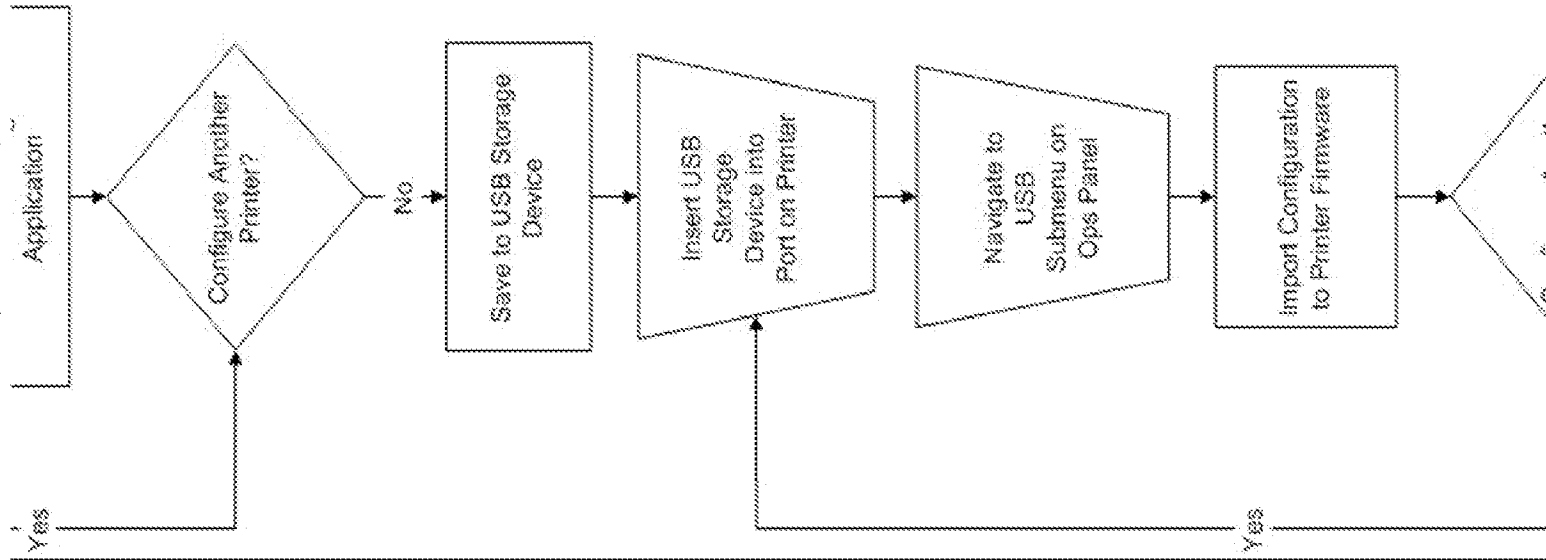 Yes
Application
Configure Another
Printer?
No
Save to USB Storage
Device
Insert USB
Storage
Device into
Port on Printer
Navigate to
USB
Submenu on
Ops Panel
Import Configuration
to Printer Firmware
Yes